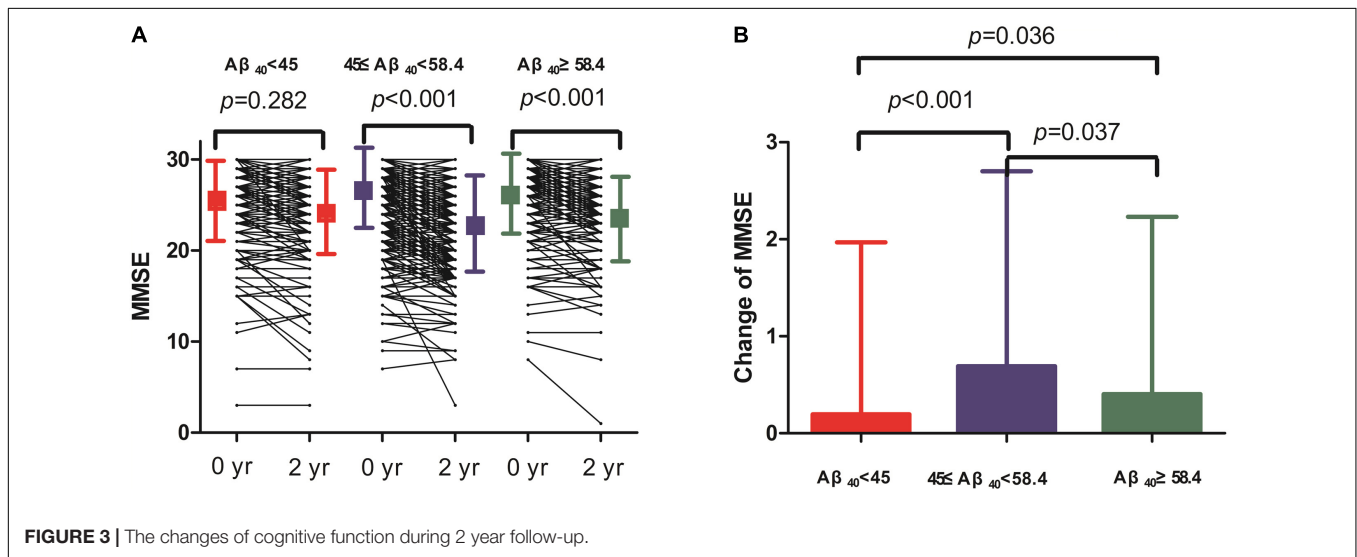 A
Aβ 40<45
45≤ Aβ 40<58.4
Aβ 40≥ 58.4
p=0.282
p<0.001
p<0.001
MMSE
30
20
10
0
0 yr
2 yr
0 yr
2 yr
0 yr
2 yr
B
p=0.036
p<0.001
p=0.037
Change of MMSE
3
2
1
0
Aβ 40<45
45≤ Aβ 40<58.4
Aβ 40≥ 58.4
FIGURE 3 | The changes of cognitive function during 2 year follow-up.